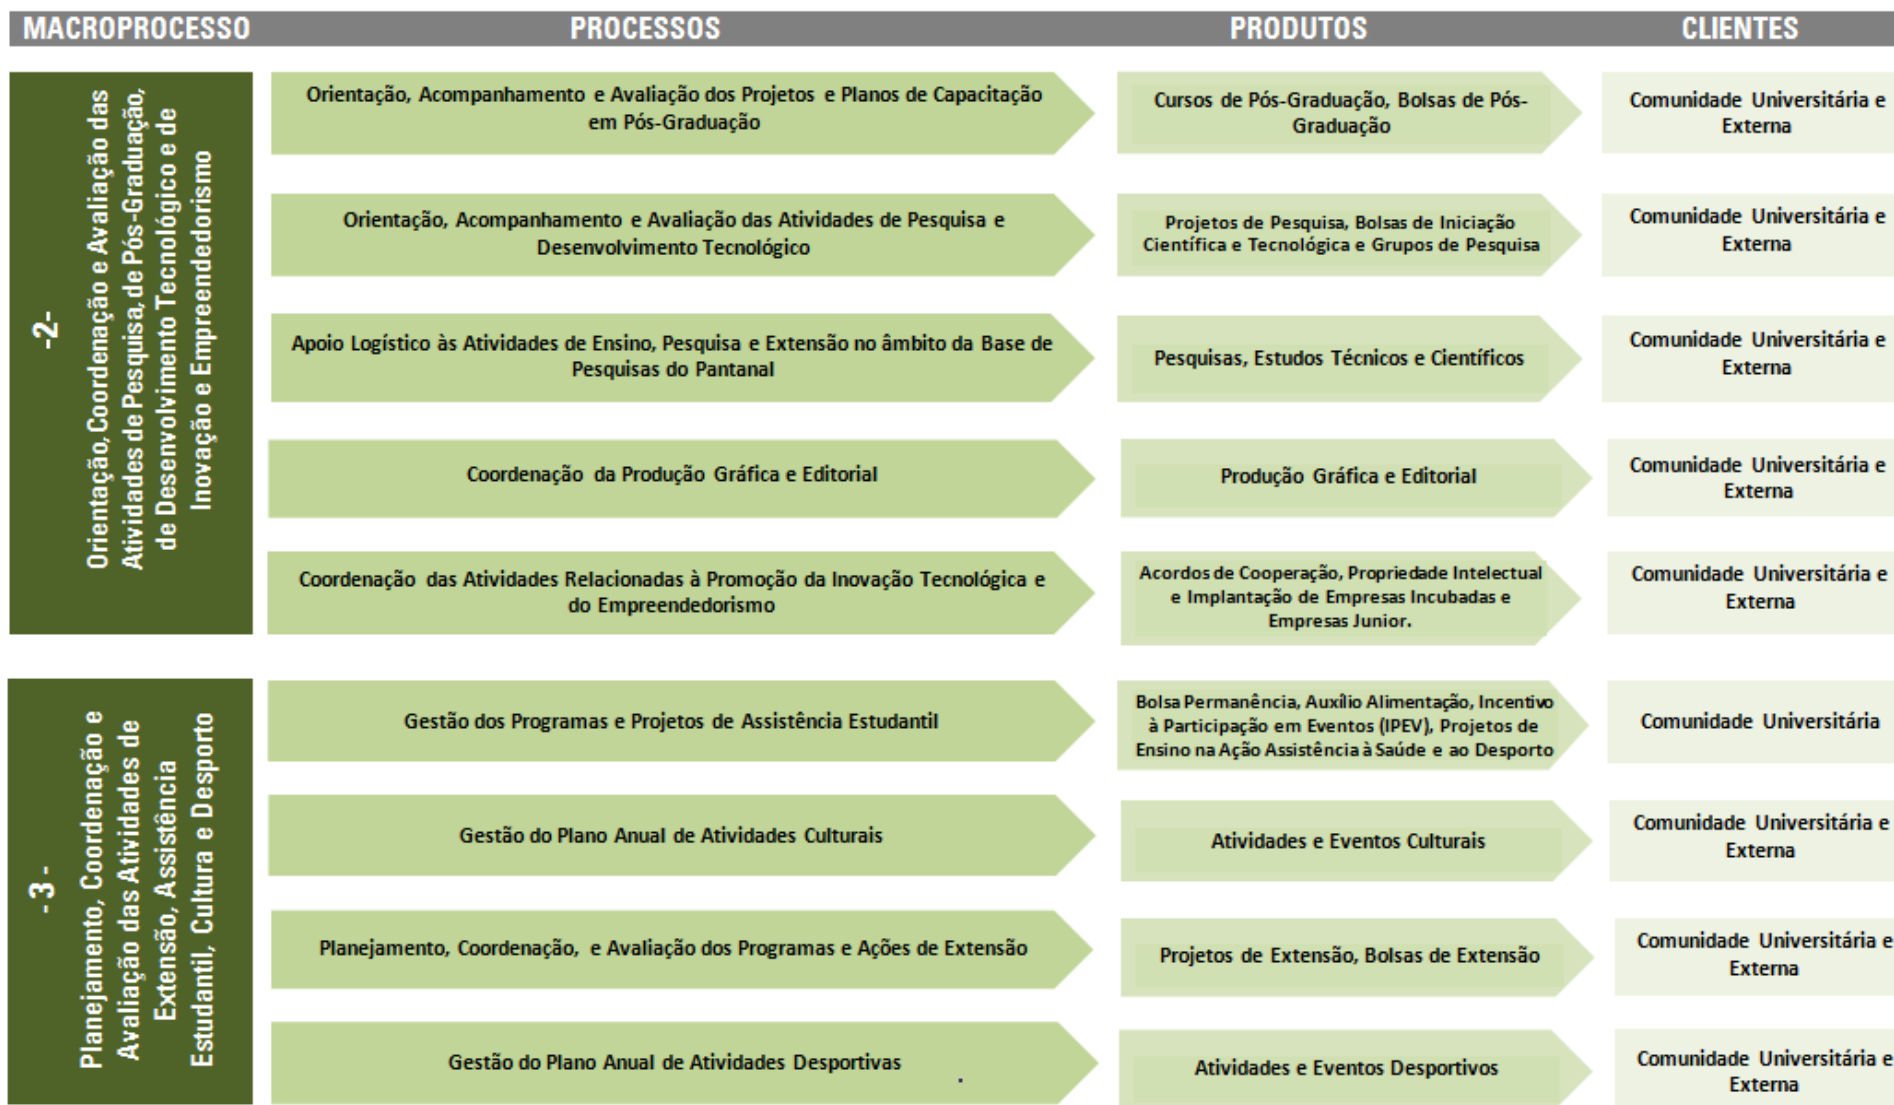 MACROPROCESSO PROCESSOS PRODUTOS CLIENTES
-2-
Orientação, Coordenação e Avaliação das
Atividades de Pesquisa, de Pós-Graduação,
de Desenvolvimento Tecnológico e de
Inovação e Empreendedorismo
Orientação, Acompanhamento e Avaliação dos Projetos e Planos de Capacitação
em Pós-Graduação
Cursos de Pós-Graduação, Bolsas de Pós-
Graduação
Comunidade Universitária e
Externa
Orientação, Acompanhamento e Avaliação das Atividades de Pesquisa e
Desenvolvimento Tecnológico
Projetos de Pesquisa, Bolsas de Iniciação
Científica e Tecnológica e Grupos de Pesquisa
Comunidade Universitária e
Externa
Apoio Logístico às Atividades de Ensino, Pesquisa e Extensão no âmbito da Base de
Pesquisas do Pantanal
Pesquisas, Estudos Técnicos e Científicos
Comunidade Universitária e
Externa
Coordenação da Produção Gráfica e Editorial
Produção Gráfica e Editorial
Comunidade Universitária e
Externa
Coordenação das Atividades Relacionadas à Promoção da Inovação Tecnológica e
do Empreendedorismo
Acordos de Cooperação, Propriedade Intelectual
e Implantação de Empresas Incubadas e
Empresas Junior.
Comunidade Universitária e
Externa
- 3 -
Planejamento, Coordenação e
Avaliação das Atividades de
Extensão, Assistência
Estudantil, Cultura e Desporto
Gestão dos Programas e Projetos de Assistência Estudantil
Bolsa Permanência, Auxílio Alimentação, Incentivo
à Participação em Eventos (IPEV), Projetos de
Ensino na Ação Assistência à Saúde e ao Desporto
Comunidade Universitária
Gestão do Plano Anual de Atividades Culturais
Atividades e Eventos Culturais
Comunidade Universitária e
Externa
Planejamento, Coordenação, e Avaliação dos Programas e Ações de Extensão
Projetos de Extensão, Bolsas de Extensão
Comunidade Universitária e
Externa
Gestão do Plano Anual de Atividades Desportivas .
Atividades e Eventos Desportivos
Comunidade Universitária e
Externa